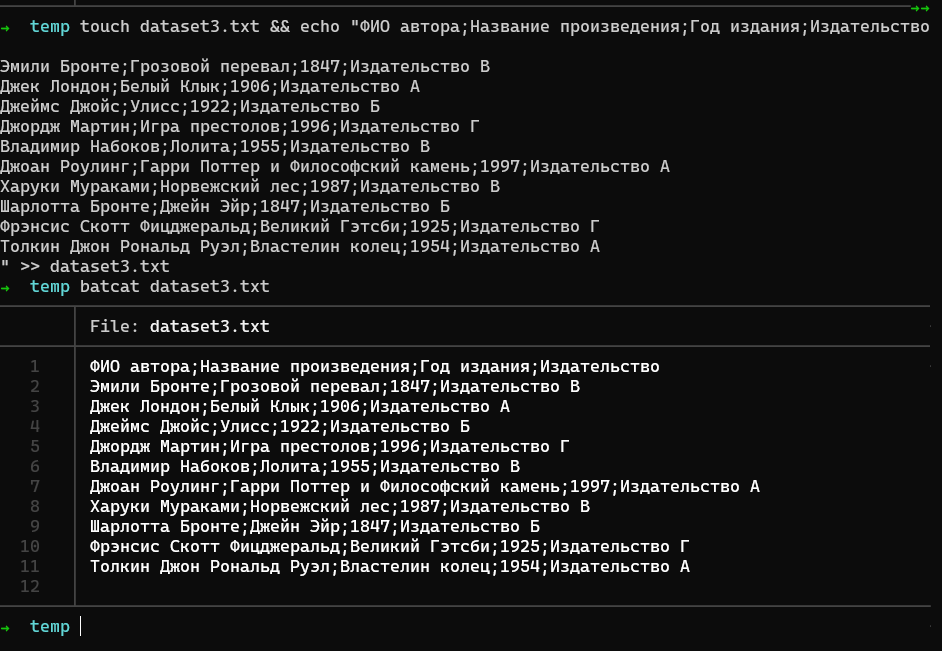 → temp touch dataset3.txt && echo "ФИО автора;Название произведения;Год издания;Издательство
Эмили Бронте;Грозовой перевал;1847;Издательство В
Джек Лондон;Белый Клык;1906;Издательство А
Джеймс Джойс;Улисс;1922;Издательство Б
Джордж Мартин;Игра престолов;1996;Издательство Г
Владимир Набоков;Лолита;1955;Издательство В
Джоан Роулинг;Гарри Поттер и Философский камень;1997;Издательство А
Харуки Мураками;Норвежский лес;1987;Издательство В
Шарлотта Бронте;Джейн Эйр;1847;Издательство Б
Фрэнсис Скотт Фицджеральд;Великий Гэтсби;1925;Издательство Г
Толкин Джон Рональд Руэл;Властелин колец;1954;Издательство А
" >> dataset3.txt
→ temp batcat dataset3.txt
File: dataset3.txt
1 ФИО автора;Название произведения;Год издания;Издательство
2 Эмили Бронте;Грозовой перевал;1847;Издательство В
3 Джек Лондон;Белый Клык;1906;Издательство А
4 Джеймс Джойс;Улисс;1922;Издательство Б
5 Джордж Мартин;Игра престолов;1996;Издательство Г
6 Владимир Набоков;Лолита;1955;Издательство В
7 Джоан Роулинг;Гарри Поттер и Философский камень;1997;Издательство А
8 Харуки Мураками;Норвежский лес;1987;Издательство В
9 Шарлотта Бронте;Джейн Эйр;1847;Издательство Б
10 Фрэнсис Скотт Фицджеральд;Великий Гэтсби;1925;Издательство Г
11 Толкин Джон Рональд Руэл;Властелин колец;1954;Издательство А
12
→ temp